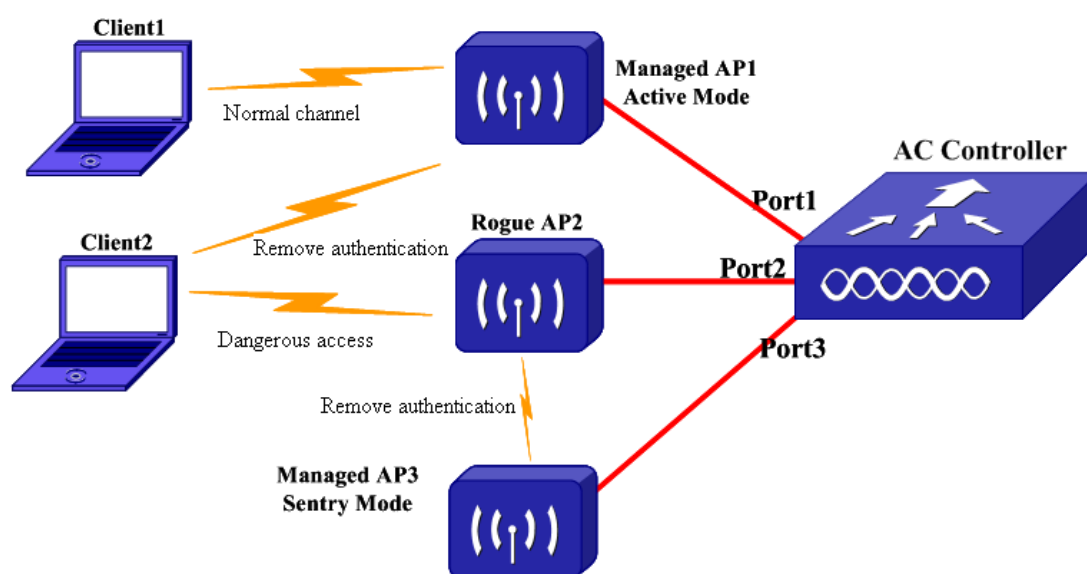 Client1
Managed AP1
Active Mode
Normal channel
AC Controller
Port1
Client2
Remove authentication
Rogue AP2
Port2
Dangerous access
Port3
Remove authentication
Managed AP3
Sentry Mode